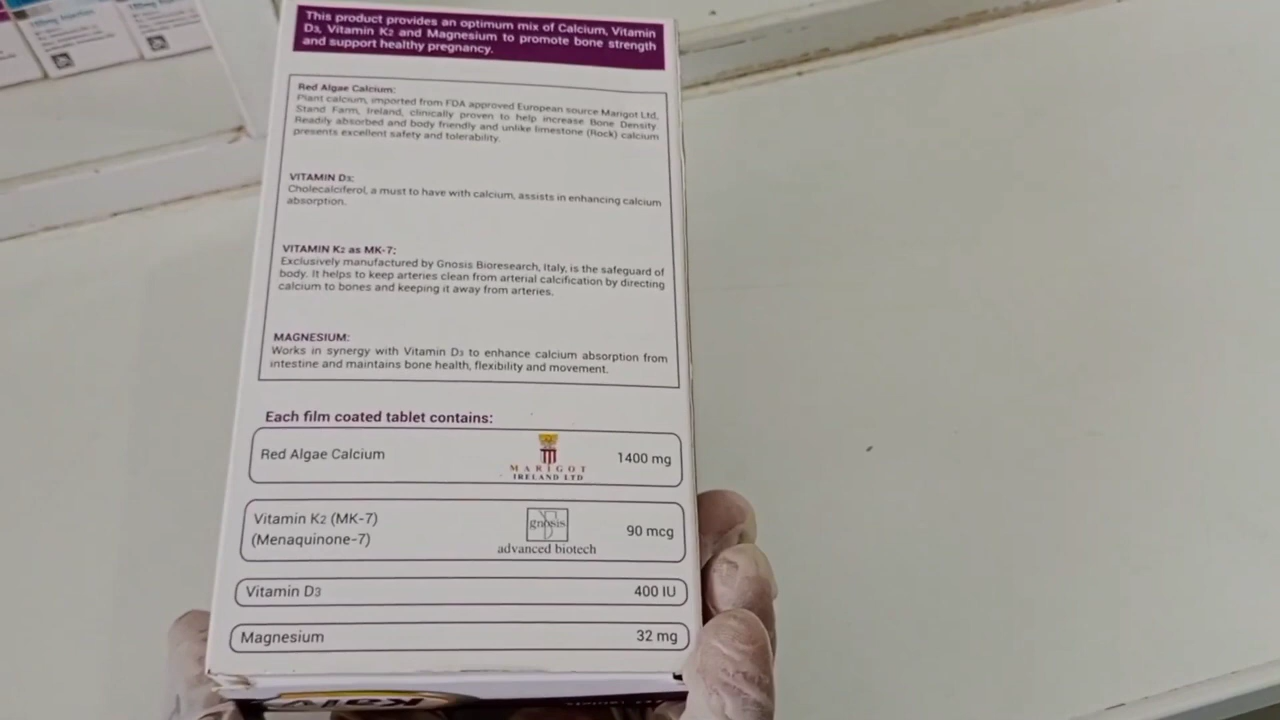 This product provides an optimum mix of Calcium, Vitamin
D3, Vitamin K2 and Magnesium to promote bone strength
and support healthy pregnancy.
Red Algae Calcium:
Plant calcium, imported from FDA approved European source Marigot Ltd,
Stand Farm, Ireland, clinically proven to help increase Bone Density.
Readily absorbed and body friendly and unlike limestone (Rock) calcium
presents excellent safety and tolerability.
VITAMIN D3:
Cholecalciferol, a must to have with calcium, assists in enhancing calcium
absorption.
VITAMIN K2 as MK-7:
Exclusively manufactured by Gnosis Bioresearch, Italy, is the safeguard of
body. It helps to keep arteries clean from arterial calcification by directing
calcium to bones and keeping it away from arteries.
MAGNESIUM:
Works in synergy with Vitamin D3 to enhance calcium absorption from
intestine and maintains bone health, flexibility and movement.
Each film coated tablet contains:
Red Algae Calcium
MARIGOT
IRELAND LTD
1400 mg
Vitamin K2 (MK-7)
(Menaquinone-7)
gnosis
advanced biotech
90 mcg
Vitamin D3
400 IU
Magnesium
32 mg